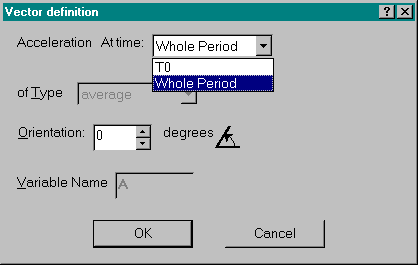 Vector definition
Acceleration At time: Whole Period
T0
Whole Period
of Type average
Orientation: 0 degrees
Variable Name A
OK Cancel